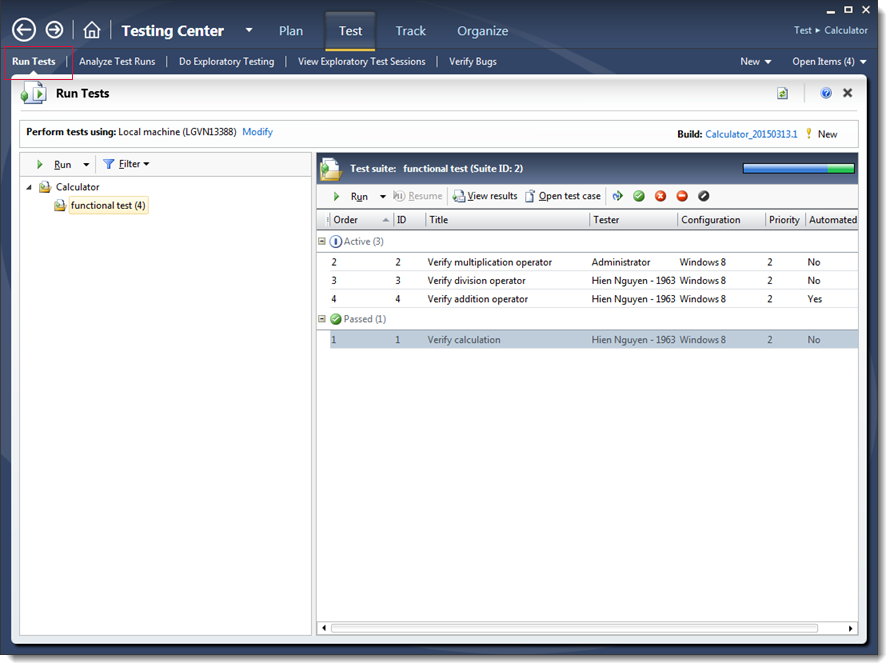 Testing Center Plan Test Track Organize Test ▸ Calculator
Run Tests | Analyze Test Runs | Do Exploratory Testing | View Exploratory Test Sessions | Verify Bugs New Open Items (4)
Run Tests
Perform tests using: Local machine (LGVN13388) Modify Build: Calculator_20150313.1 New
Run Filter
Calculator
functional test (4)
Test suite: functional test (Suite ID: 2)
Run Resume View results Open test case
Order ID Title Tester Configuration Priority Automated
Active (3)
2 2 Verify multiplication operator Administrator Windows 8 2 No
3 3 Verify division operator Hien Nguyen - 1963 Windows 8 2 No
4 4 Verify addition operator Hien Nguyen - 1963 Windows 8 2 Yes
Passed (1)
1 1 Verify calculation Hien Nguyen - 1963 Windows 8 2 No